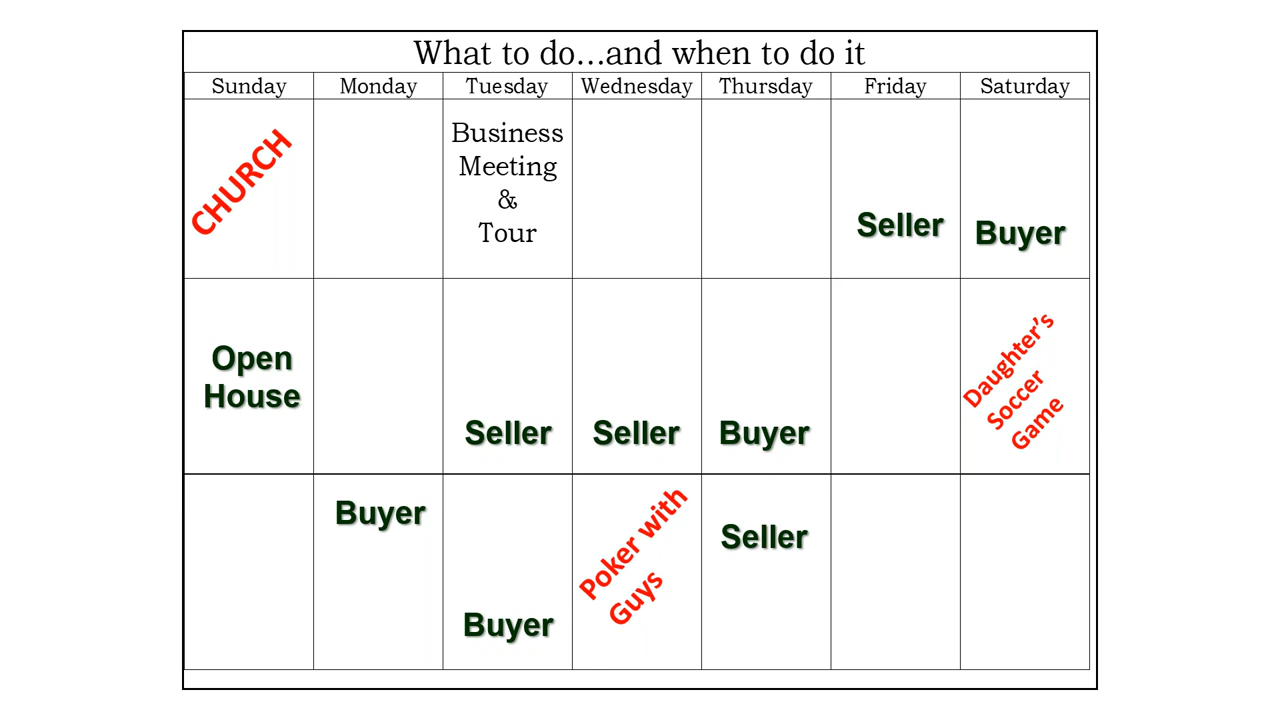 What to do...and when to do it
Sunday Monday Tuesday Wednesday Thursday Friday Saturday
CHURCH
Business
Meeting
&
Tour
Seller
Buyer
Open
House
Seller
Seller
Buyer
Daughter's
Soccer
Game
Buyer
Buyer
Poker with
Guys
Seller